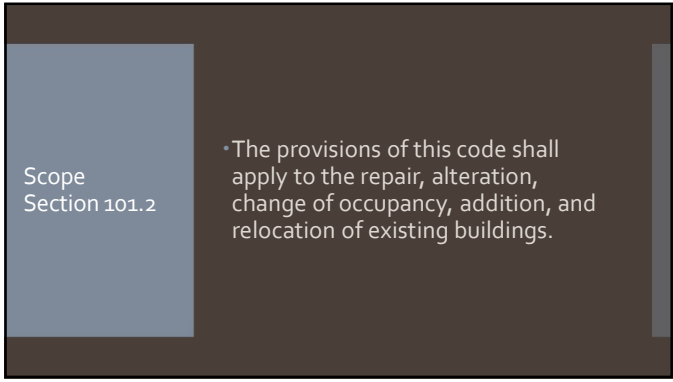 Scope
Section 101.2
•The provisions of this code shall
apply to the repair, alteration,
change of occupancy, addition, and
relocation of existing buildings.